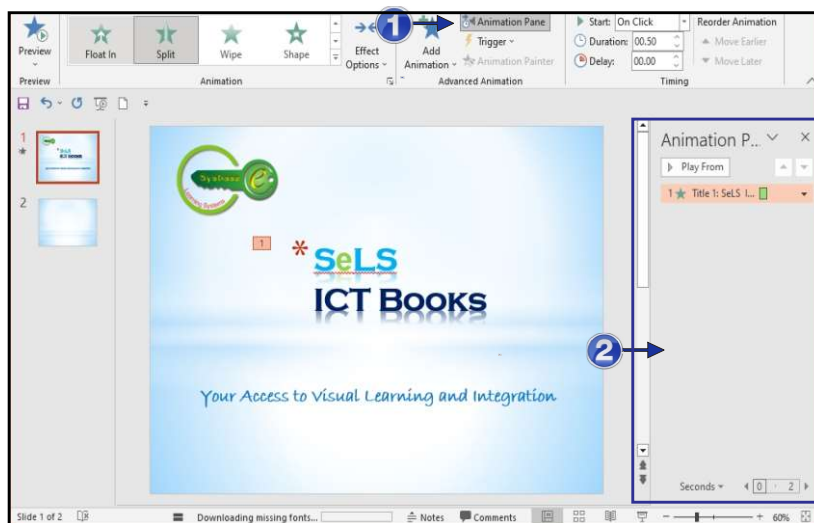 1
Animation Pane
Start: On Click
Reorder Animation
Trigger
Duration: 00.50
Move Earlier
Preview
Float In
Split
Wipe
Shape
Effect
Options
Add
Animation
Animation Painter
Delay: 00.00
Move Later
Preview
Animation
Advanced Animation
Timing
1
2
1
SeLS
ICT Books
Your Access to Visual Learning and Integration
Animation P...
Play From
1 Title 1: SeLS I...
2
Seconds
0
2
Slide 1 of 2
Downloading missing fonts...
Notes
Comments
60%